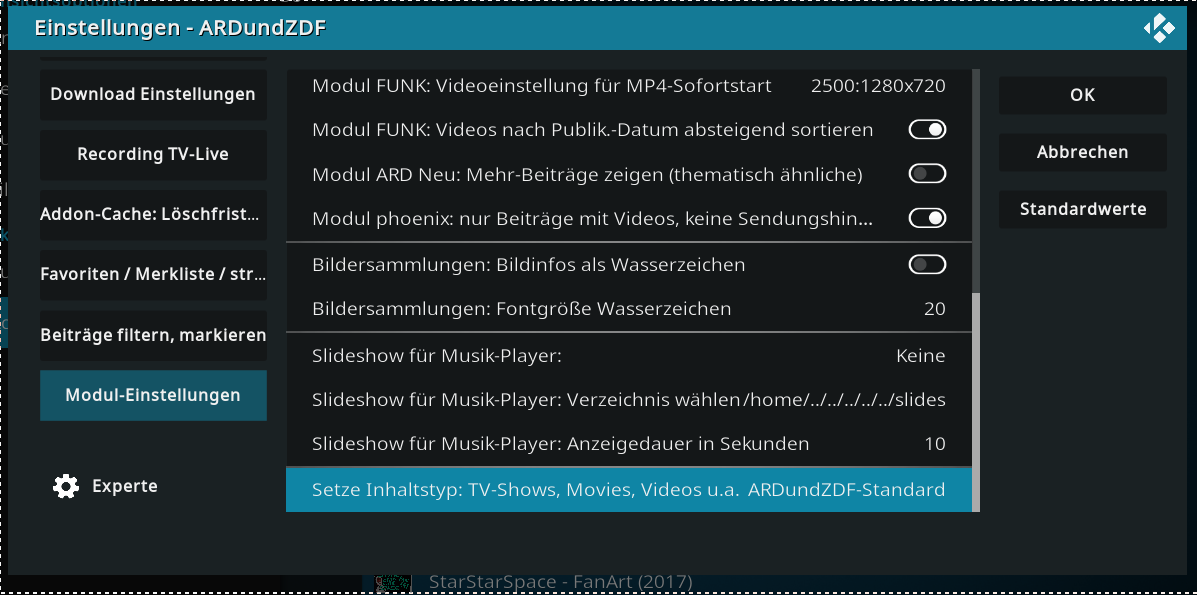 Einstellungen - ARDundZDF
Download Einstellungen
Recording TV-Live
Addon-Cache: Löschfrist...
Favoriten / Merkliste / str...
Beiträge filtern, markieren
Modul-Einstellungen
Experte
Modul FUNK: Videoeinstellung für MP4-Sofortstart 2500:1280x720
Modul FUNK: Videos nach Publik.-Datum absteigend sortieren
Modul ARD Neu: Mehr-Beiträge zeigen (thematisch ähnliche)
Modul phoenix: nur Beiträge mit Videos, keine Sendungshin...
Bildersammlungen: Bildinfos als Wasserzeichen
Bildersammlungen: Fontgröße Wasserzeichen 20
Slideshow für Musik-Player: Keine
Slideshow für Musik-Player: Verzeichnis wählen /home/../../../../../slides
Slideshow für Musik-Player: Anzeigedauer in Sekunden 10
Setze Inhaltstyp: TV-Shows, Movies, Videos u.a. ARDundZDF-Standard
OK
Abbrechen
Standardwerte
StarStarSpace - FanArt (2017)